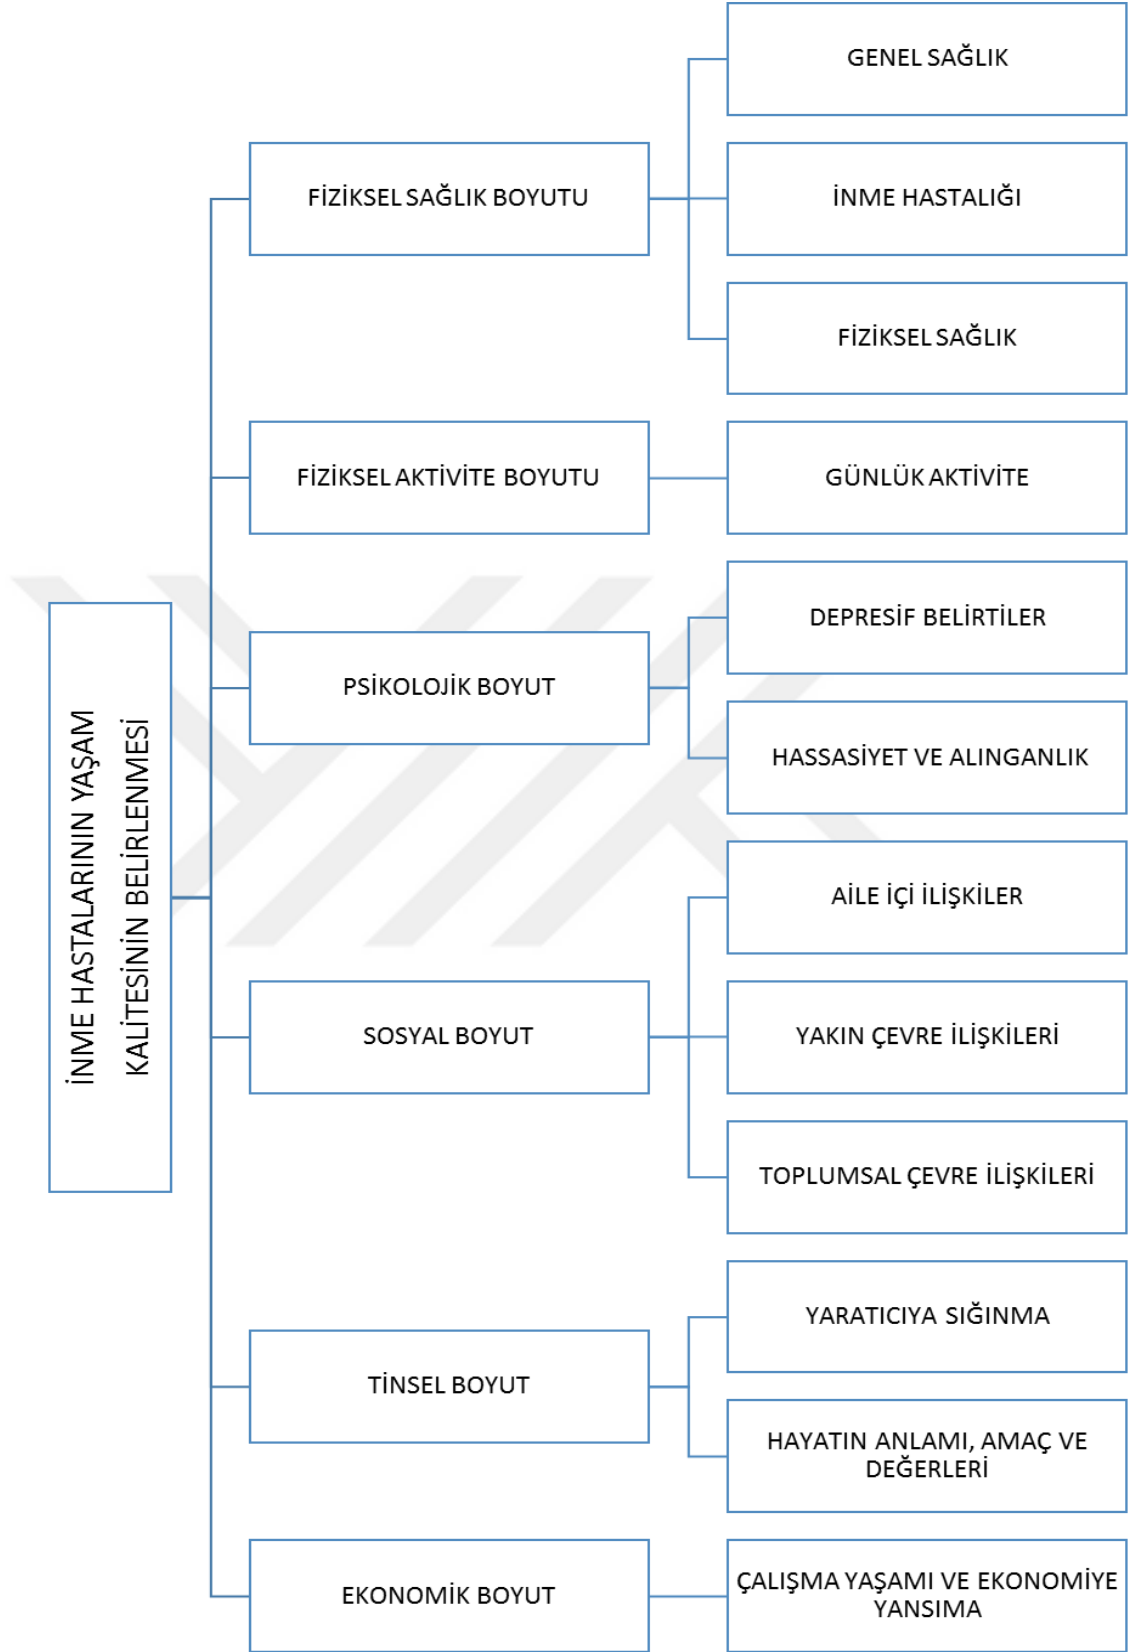 İNME HASTALARININ YAŞAM
KALİTESİNİN BELİRLENMESİ
FİZİKSEL SAĞLIK BOYUTU
GENEL SAĞLIK
İNME HASTALIĞI
FİZİKSEL SAĞLIK
FİZİKSEL AKTİVİTE BOYUTU
GÜNLÜK AKTİVİTE
PSİKOLOJİK BOYUT
DEPRESİF BELİRTİLER
HASSASİYET VE ALINGANLIK
SOSYAL BOYUT
AİLE İÇİ İLİŞKİLER
YAKIN ÇEVRE İLİŞKİLERİ
TOPLUMSAL ÇEVRE İLİŞKİLERİ
TİNSEL BOYUT
YARATICIYA SIĞINMA
HAYATIN ANLAMI, AMAÇ VE
DEĞERLERİ
EKONOMİK BOYUT
ÇALIŞMA YAŞAMI VE EKONOMİYE
YANSIMA